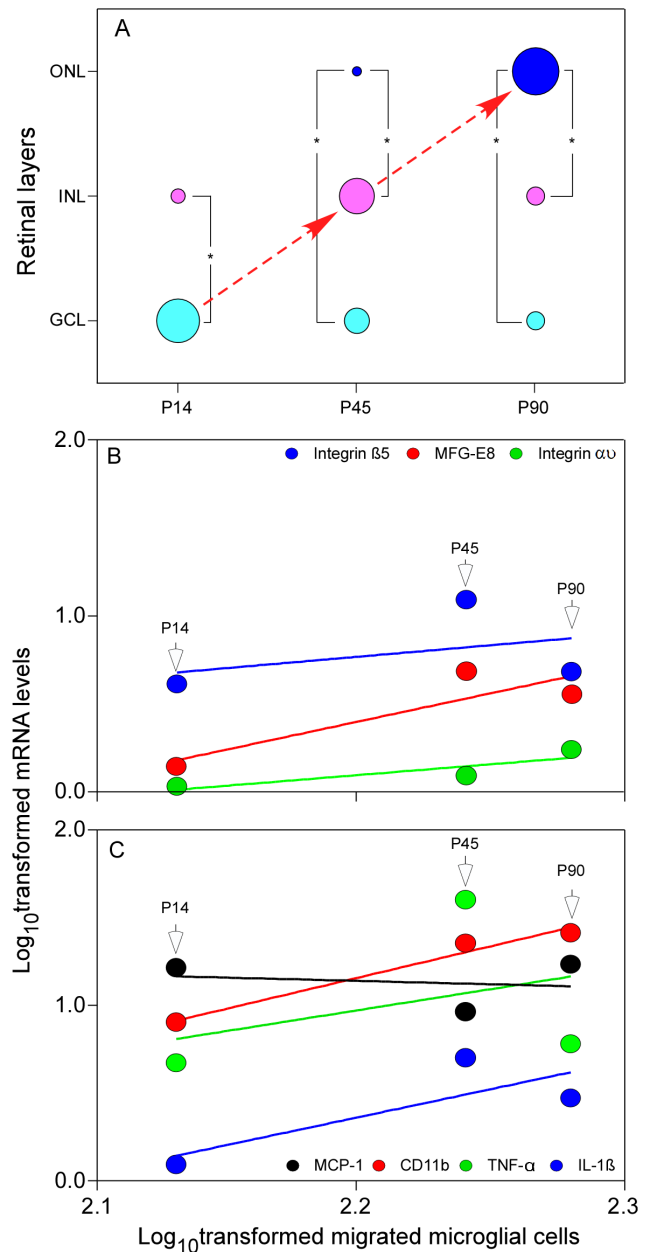 A
ONL
INL
GCL
Retinal layers
*
*
*
*
*
P14
P45
P90
2.0
B
Integrin ß5
MFG-E8
Integrin αυ
P45
P90
P14
1.0
0.0
Log10transformed mRNA levels
2.0
C
P45
P90
P14
1.0
MCP-1
CD11b
TNF-α
IL-1ß
0.0
2.1
2.2
2.3
Log10transformed migrated microglial cells